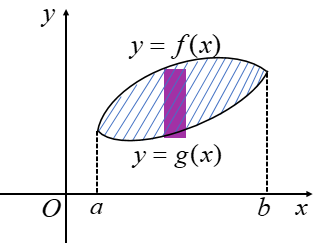 y
y = f(x)
y = g(x)
O a b x